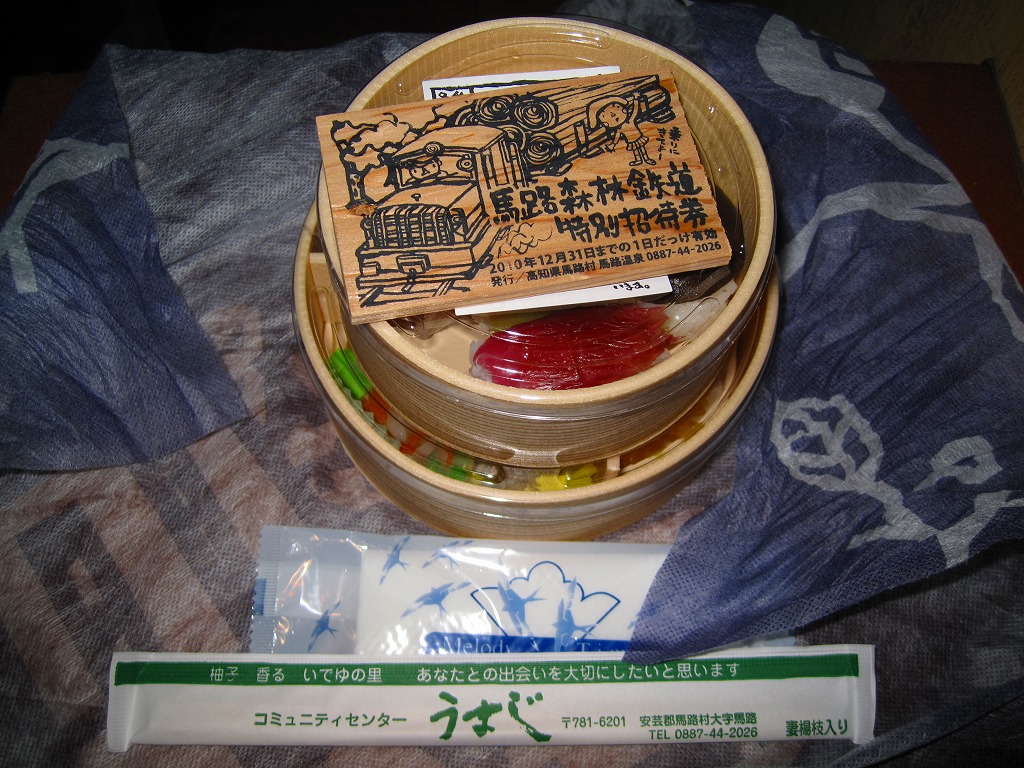 乗りに
きてよー!
馬路森林鉄道
特別招待券
2010年12月31日までの1日だっけ有効
発行/高知県馬路村 馬路温泉 0887-44-2026
います。
Melody
柚子 香る いでゆの里 あなたとの出会いを大切にしたいと思います
コミュニティセンター うまじ 〒781-6201 安芸郡馬路村大字馬路
TEL 0887-44-2026
妻楊枝入り